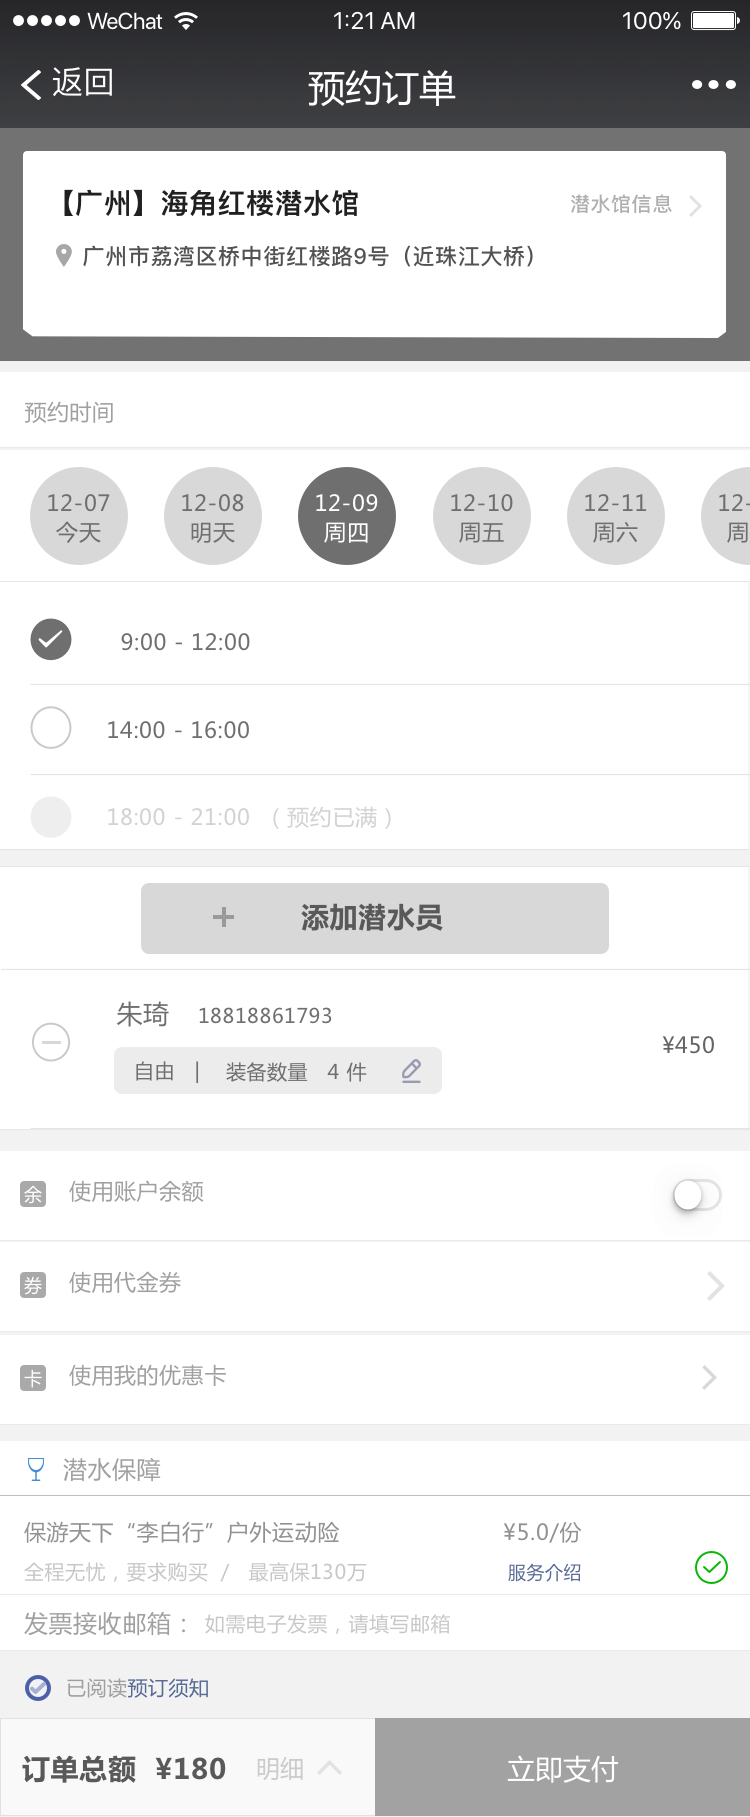 WeChat 1:21 AM 100%
返回 预约订单
【广州】海角红楼潜水馆 潜水馆信息
广州市荔湾区桥中街红楼路9号（近珠江大桥）
预约时间
12-07 12-08 12-09 12-10 12-11 12-
今天 明天 周四 周五 周六 周
9:00 - 12:00
14:00 - 16:00
18:00 - 21:00 （预约已满）
+ 添加潜水员
朱琦 18818861793
¥450
自由 | 装备数量 4 件
余 使用账户余额
券 使用代金券
卡 使用我的优惠卡
潜水保障
保游天下“李白行”户外运动险 ¥5.0/份
全程无忧，要求购买 / 最高保130万 服务介绍
发票接收邮箱： 如需电子发票，请填写邮箱
已阅读预订须知
订单总额 ¥180 明细 立即支付